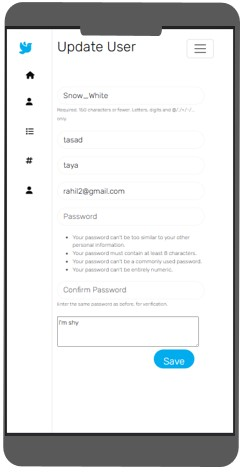 Update User
Snow_White
Required. 150 characters or fewer. Letters, digits and @/./+/-/_
only.
tasad
#
taya
rahil2@gmail.com
Password
• Your password can't be too similar to your other
personal information.
• Your password must contain at least 8 characters.
• Your password can't be a commonly used password.
• Your password can't be entirely numeric.
Confirm Password
Enter the same password as before, for verification.
I'm shy
Save